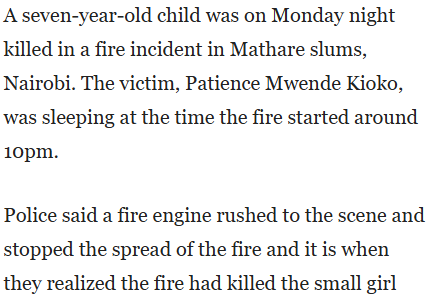 A seven-year-old child was on Monday night
killed in a fire incident in Mathare slums,
Nairobi. The victim, Patience Mwende Kioko,
was sleeping at the time the fire started around
10pm.
Police said a fire engine rushed to the scene and
stopped the spread of the fire and it is when
they realized the fire had killed the small girl